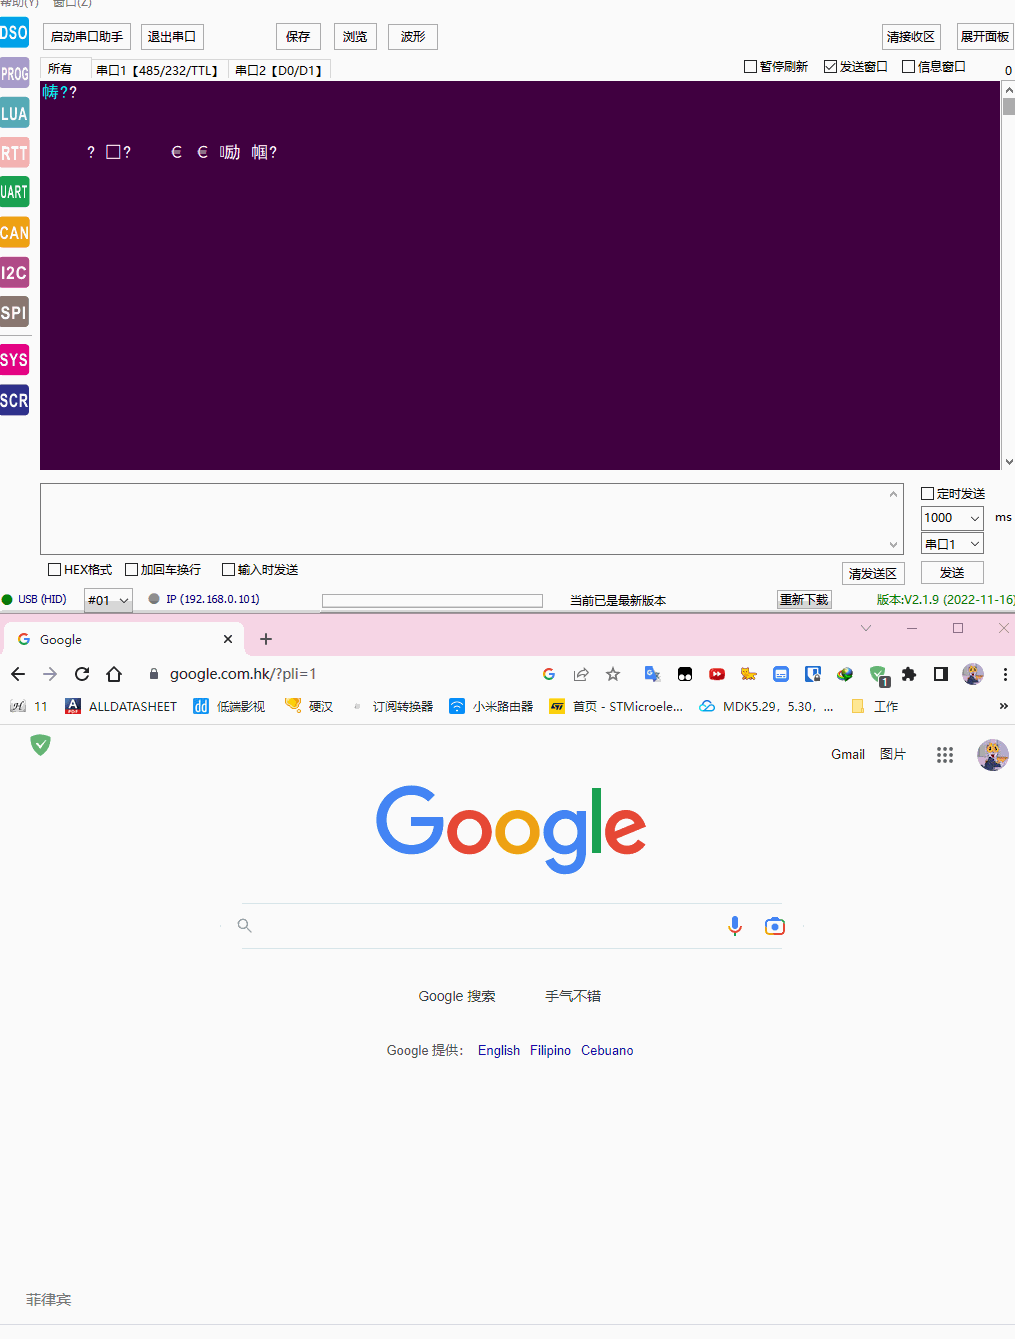 帮助(Y) 窗口(Z)
DSO
启动串口助手 退出串口 保存 浏览 波形 清接收区 展开面板
PROG
所有 串口1【485/232/TTL】 串口2【D0/D1】 暂停刷新 发送窗口 信息窗口 0
帱??
LUA
RTT
? □? € € 励 帼?
UART
CAN
I2C
SPI
SYS
SCR
定时发送
1000 ms
串口1
HEX格式 加回车换行 输入时发送 清发送区 发送
USB (HID) #01 IP (192.168.0.101) 当前已是最新版本 重新下载 版本:V2.1.9 (2022-11-16)
Google
google.com.hk/?pli=1
1
11 ALLDATASHEET 低端影视 硬汉 订阅转换器 小米路由器 首页 - STMicroele... MDK5.29，5.30，... 工作 »
Gmail 图片
Google
Google 搜索 手气不错
Google 提供： English Filipino Cebuano
菲律宾